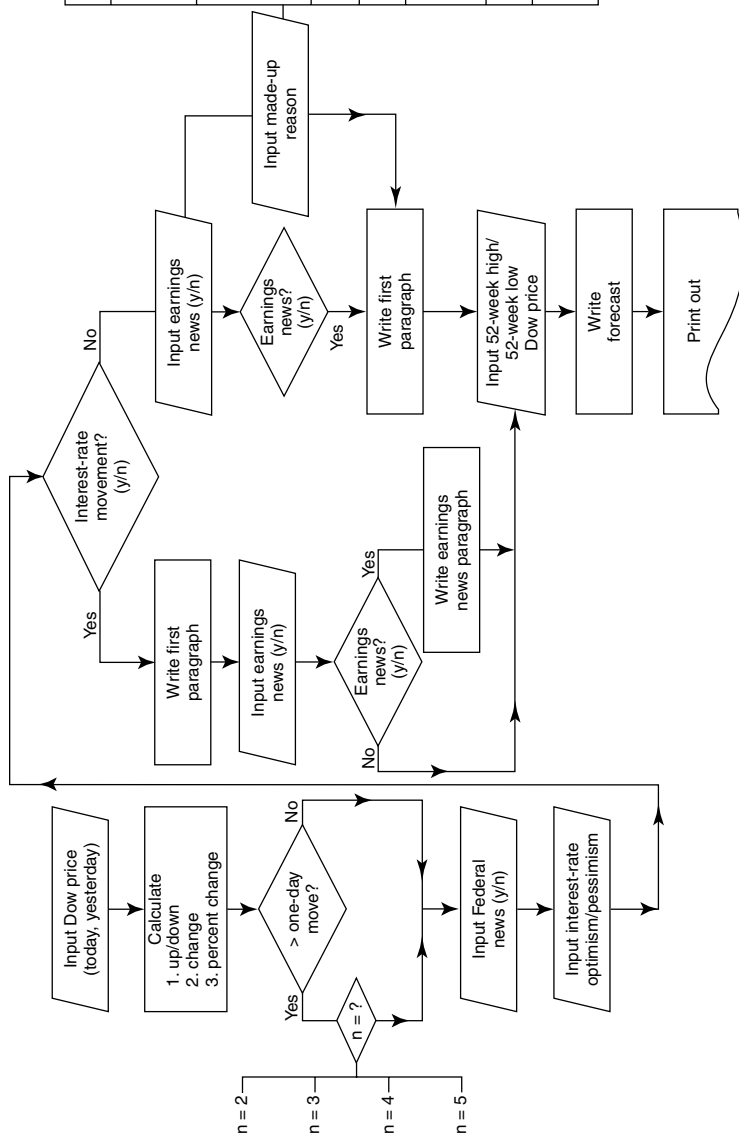 Input Dow price
(today, yesterday)
Calculate
1. up/down
2. change
3. percent change
> one-day
move?
Yes
No
n = ?
n = 2
n = 3
n = 4
n = 5
Input Federal
news (y/n)
Input interest-rate
optimism/pessimism
Interest-rate
movement?
(y/n)
Yes
No
Write first
paragraph
Input earnings
news (y/n)
Earnings
news?
(y/n)
No
Yes
Write earnings
news paragraph
Input earnings
news (y/n)
Earnings
news?
(y/n)
Yes
Input made-up
reason
Write first
paragraph
Input 52-week high/
52-week low
Dow price
Write
forecast
Print out